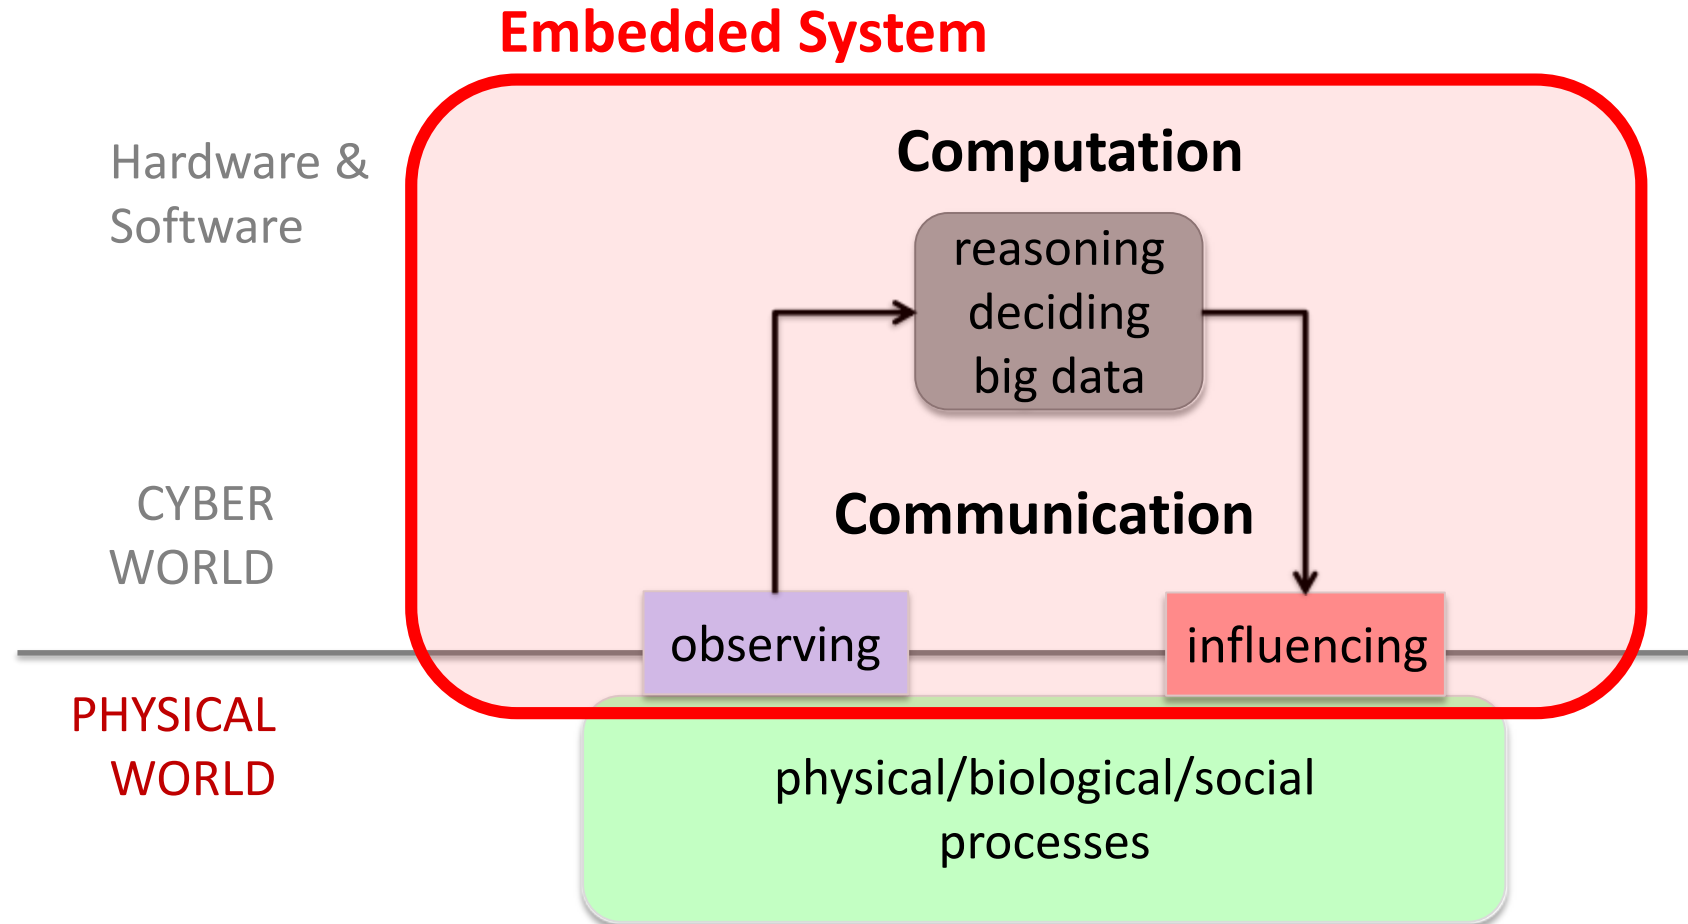 Embedded System
Hardware &
Software
Computation
reasoning
deciding
big data
CYBER
WORLD
Communication
observing
influencing
PHYSICAL
WORLD
physical/biological/social
processes